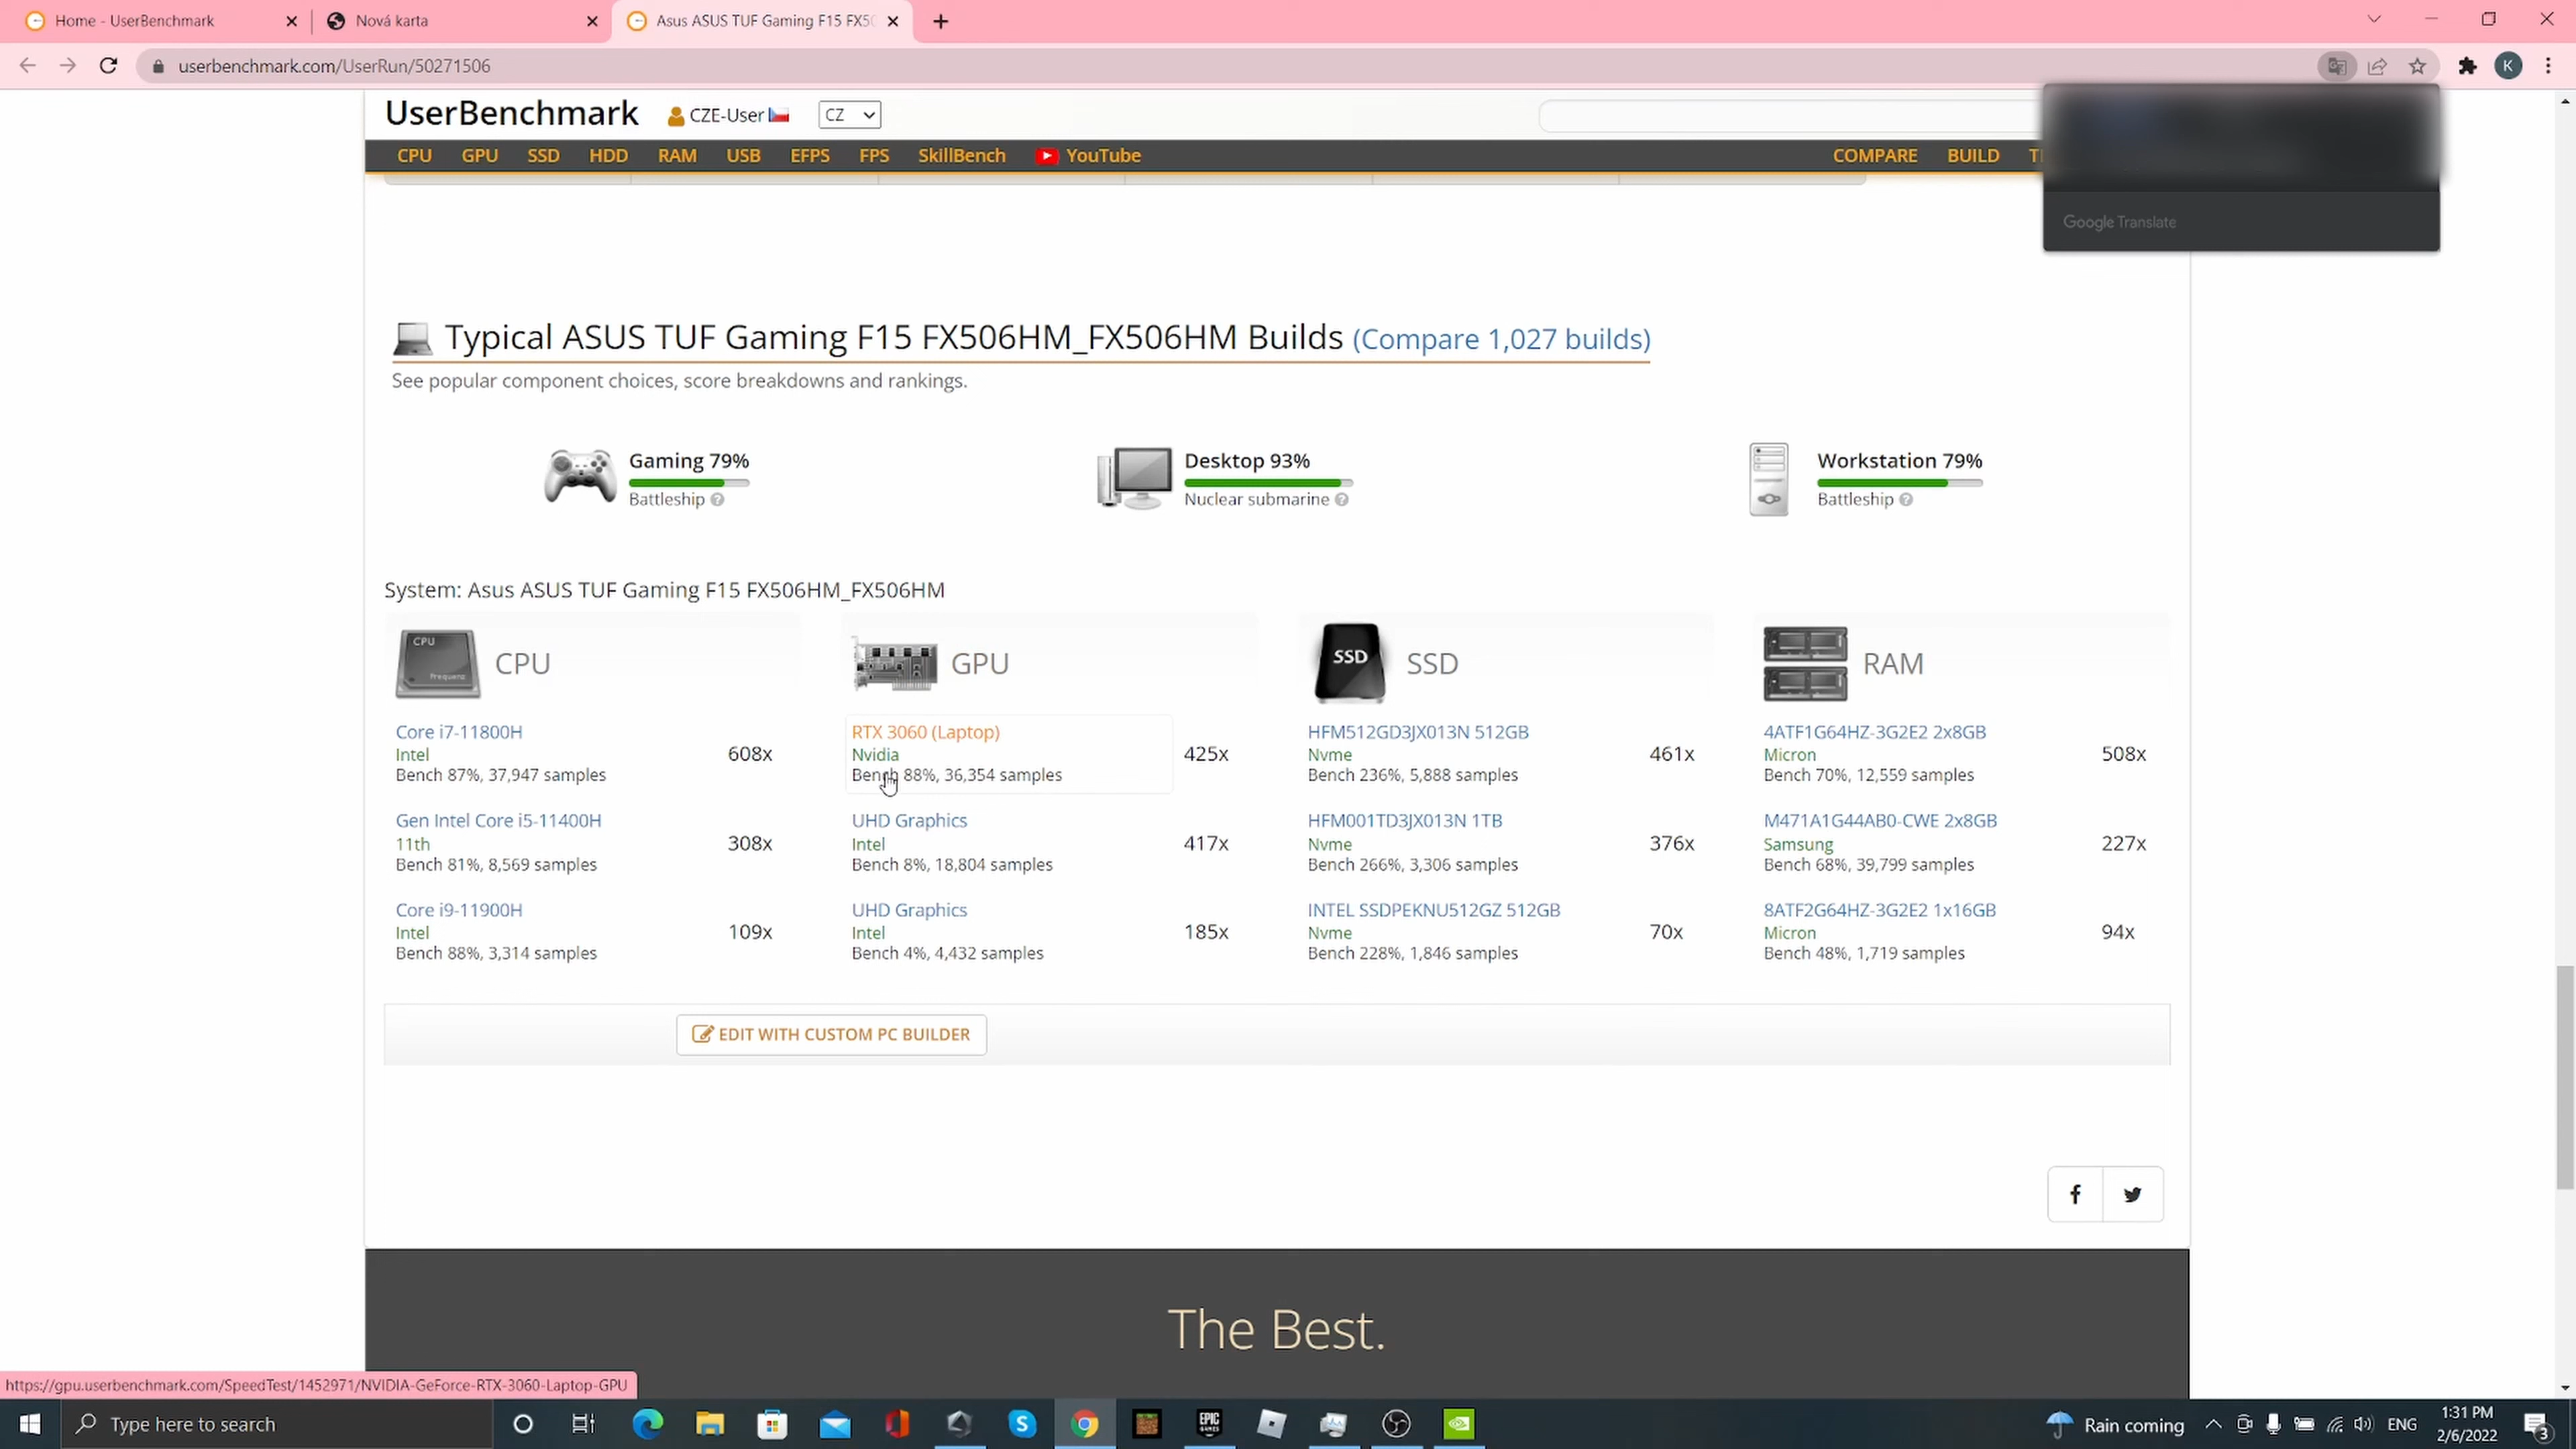 Home - UserBenchmark
Nová karta
Asus ASUS TUF Gaming F15 FX50
userbenchmark.com/UserRun/50271506
K
UserBenchmark
CZE-User
CZ
CPU GPU SSD HDD RAM USB EFPS FPS SkillBench YouTube COMPARE BUILD
Google Translate
Typical ASUS TUF Gaming F15 FX506HM_FX506HM Builds (Compare 1,027 builds)
See popular component choices, score breakdowns and rankings.
Gaming 79%
Battleship ?
Desktop 93%
Nuclear submarine ?
Workstation 79%
Battleship ?
System: Asus ASUS TUF Gaming F15 FX506HM_FX506HM
CPU
Frequenz
CPU
Core i7-11800H
Intel
Bench 87%, 37,947 samples
608x
Gen Intel Core i5-11400H
11th
Bench 81%, 8,569 samples
308x
Core i9-11900H
Intel
Bench 88%, 3,314 samples
109x
GPU
RTX 3060 (Laptop)
Nvidia
Bench 88%, 36,354 samples
425x
UHD Graphics
Intel
Bench 8%, 18,804 samples
417x
UHD Graphics
Intel
Bench 4%, 4,432 samples
185x
SSD
SSD
HFM512GD3JX013N 512GB
Nvme
Bench 236%, 5,888 samples
461x
HFM001TD3JX013N 1TB
Nvme
Bench 266%, 3,306 samples
376x
INTEL SSDPEKNU512GZ 512GB
Nvme
Bench 228%, 1,846 samples
70x
RAM
4ATF1G64HZ-3G2E2 2x8GB
Micron
Bench 70%, 12,559 samples
508x
M471A1G44AB0-CWE 2x8GB
Samsung
Bench 68%, 39,799 samples
227x
8ATF2G64HZ-3G2E2 1x16GB
Micron
Bench 48%, 1,719 samples
94x
EDIT WITH CUSTOM PC BUILDER
The Best.
https://gpu.userbenchmark.com/SpeedTest/1452971/NVIDIA-GeForce-RTX-3060-Laptop-GPU
Type here to search
EPIC GAMES
Rain coming
ENG
1:31 PM
2/6/2022
3